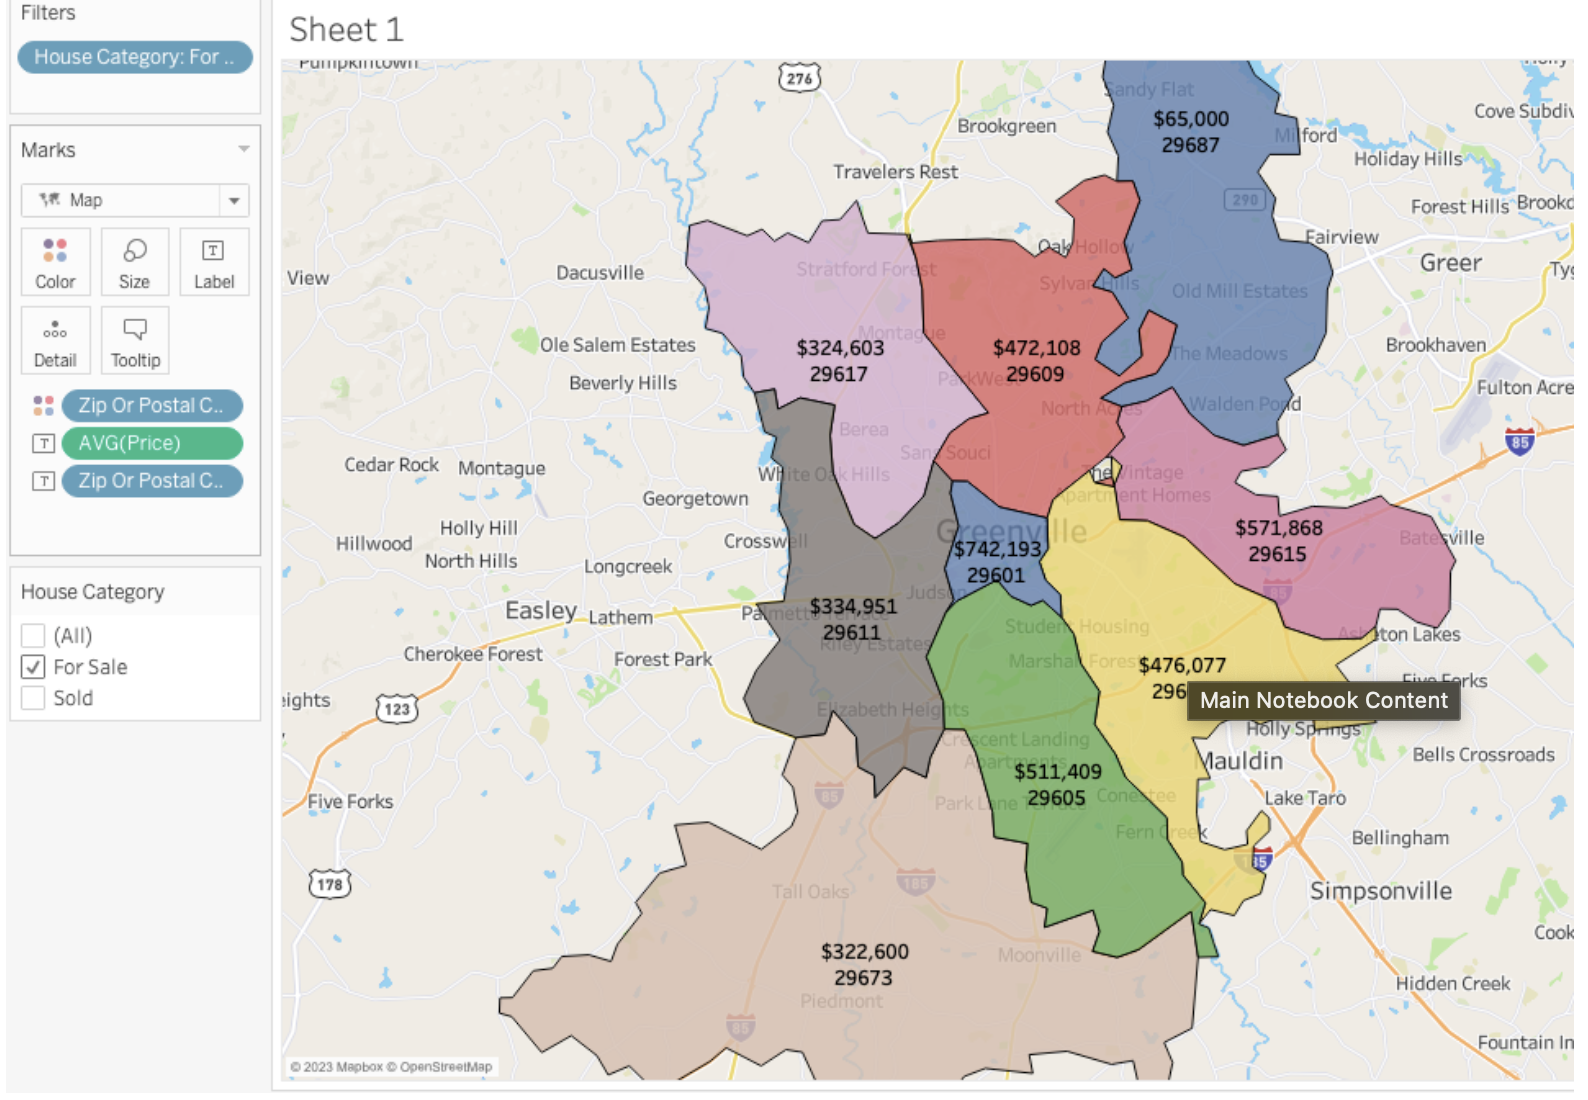 Filters
House Category: For ..
Marks
Map
Color
Size
Label
Detail
Tooltip
Zip Or Postal C..
AVG(Price)
Zip Or Postal C..
House Category
(All)
For Sale
Sold
Sheet 1
Pumpkintown
276
Sandy Flat
$65,000
29687
Brookgreen
Milford
Cove Subdiv
Holiday Hills
Travelers Rest
290
Forest Hills
Brookd
Fairview
Oak Hollow
Greer
Tyg
View
Dacusville
Stratford Forest
Sylvan Hills
Old Mill Estates
Montague
Ole Salem Estates
$324,603
29617
$472,108
29609
The Meadows
Brookhaven
Beverly Hills
ParkWest
Fulton Acre
North Acres
Walden Pond
Berea
85
Sans Souci
Cedar Rock
Montague
White Oak Hills
The Vintage
Apartment Homes
Georgetown
Holly Hill
Greenville
$571,868
29615
Batesville
Hillwood
Crosswell
$742,193
29601
North Hills
Longcreek
85
Judson
Easley
Lathem
Palmetto Terrace
$334,951
29611
Student Housing
Asheton Lakes
Riley Estates
Cherokee Forest
Forest Park
Marshall Forest
$476,077
296
Five Forks
Main Notebook Content
eights
123
Elizabeth Heights
Holly Springs
Crescent Landing
Apartments
Mauldin
Bells Crossroads
$511,409
29605
85
Park Lane Terrace
Conestee
Lake Taro
Five Forks
Fern Creek
Bellingham
185
178
Tall Oaks
185
Simpsonville
Cook
$322,600
29673
Moonville
Hidden Creek
Piedmont
85
Fountain In
© 2023 Mapbox © OpenStreetMap